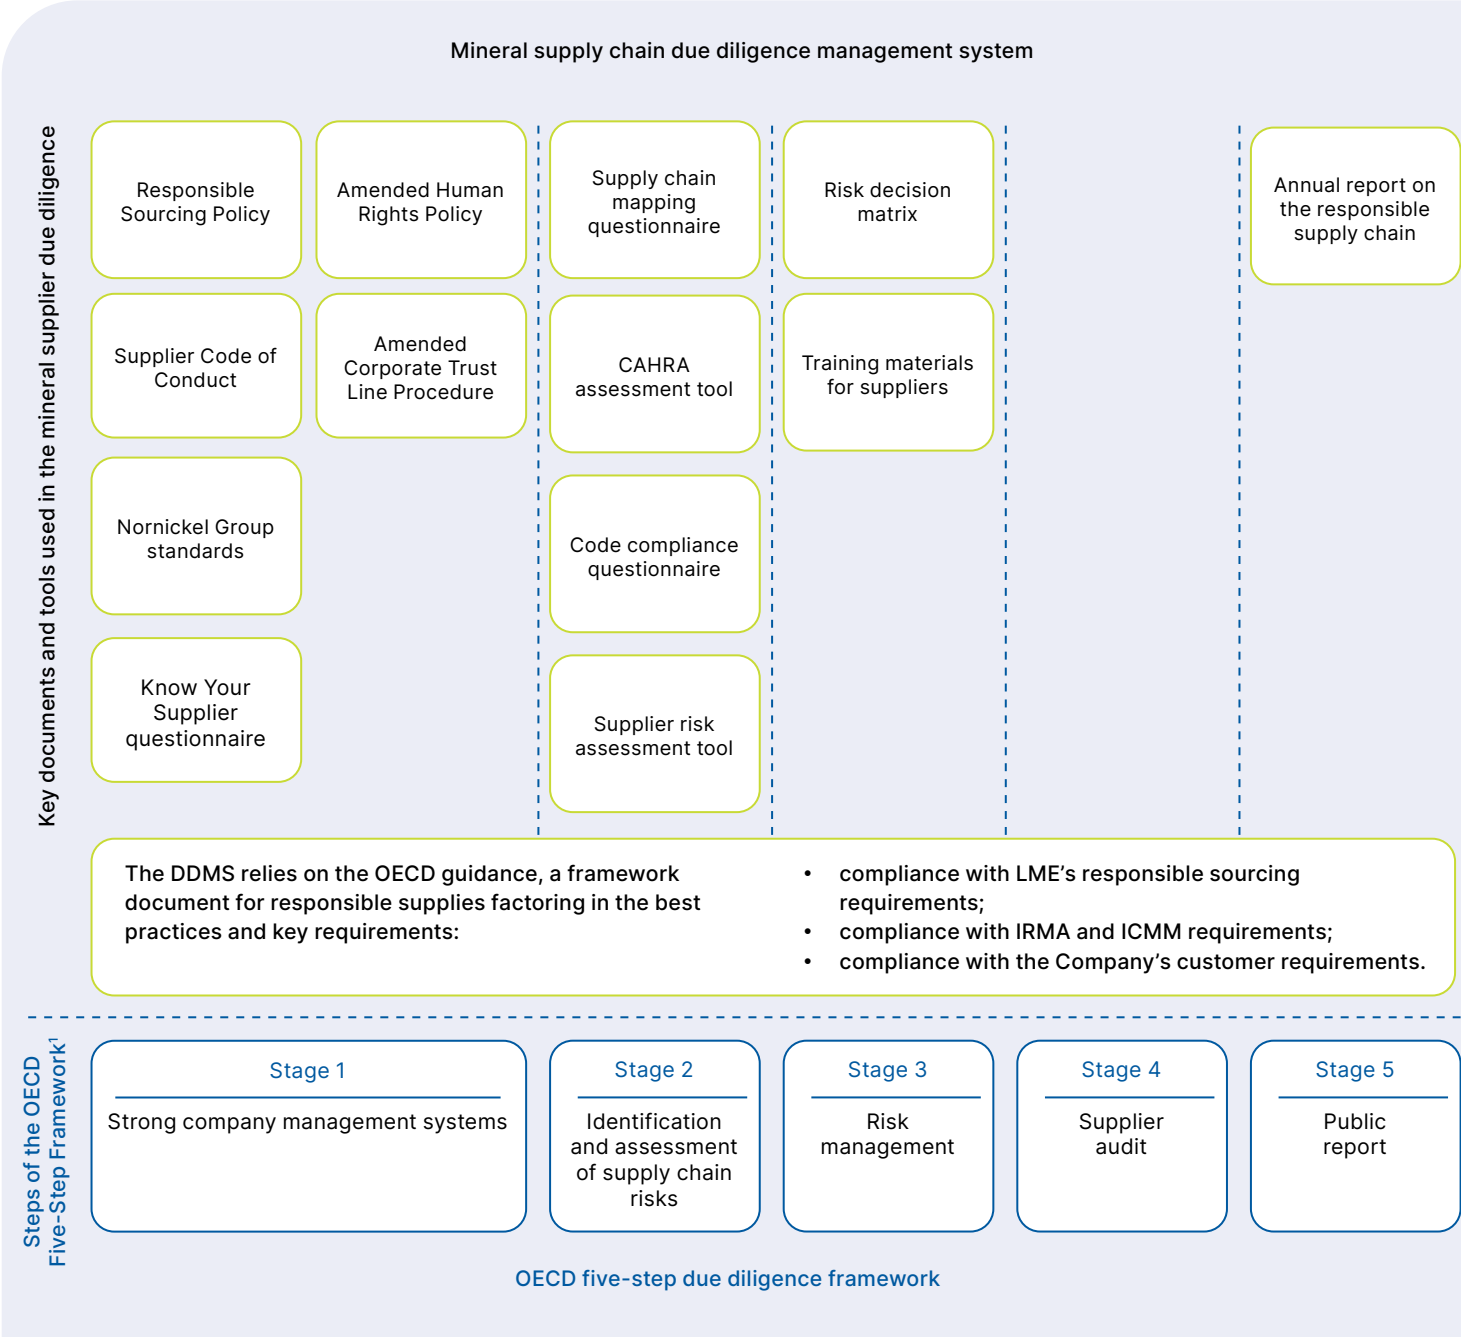 Mineral supply chain due diligence management system
Key documents and tools used in the mineral supplier due diligence
Responsible
Sourcing Policy
Amended Human
Rights Policy
Supply chain
mapping
questionnaire
Risk decision
matrix
Annual report on
the responsible
supply chain
Supplier Code of
Conduct
Amended
Corporate Trust
Line Procedure
CAHRA
assessment tool
Training materials
for suppliers
Nornickel Group
standards
Code compliance
questionnaire
Know Your
Supplier
questionnaire
Supplier risk
assessment tool
The DDMS relies on the OECD guidance, a framework
document for responsible supplies factoring in the best
practices and key requirements:
• compliance with LME’s responsible sourcing
requirements;
• compliance with IRMA and ICMM requirements;
• compliance with the Company’s customer requirements.
Steps of the OECD
Five-Step Framework¹
Stage 1
Strong company management systems
Stage 2
Identification
and assessment
of supply chain
risks
Stage 3
Risk
management
Stage 4
Supplier
audit
Stage 5
Public
report
OECD five-step due diligence framework